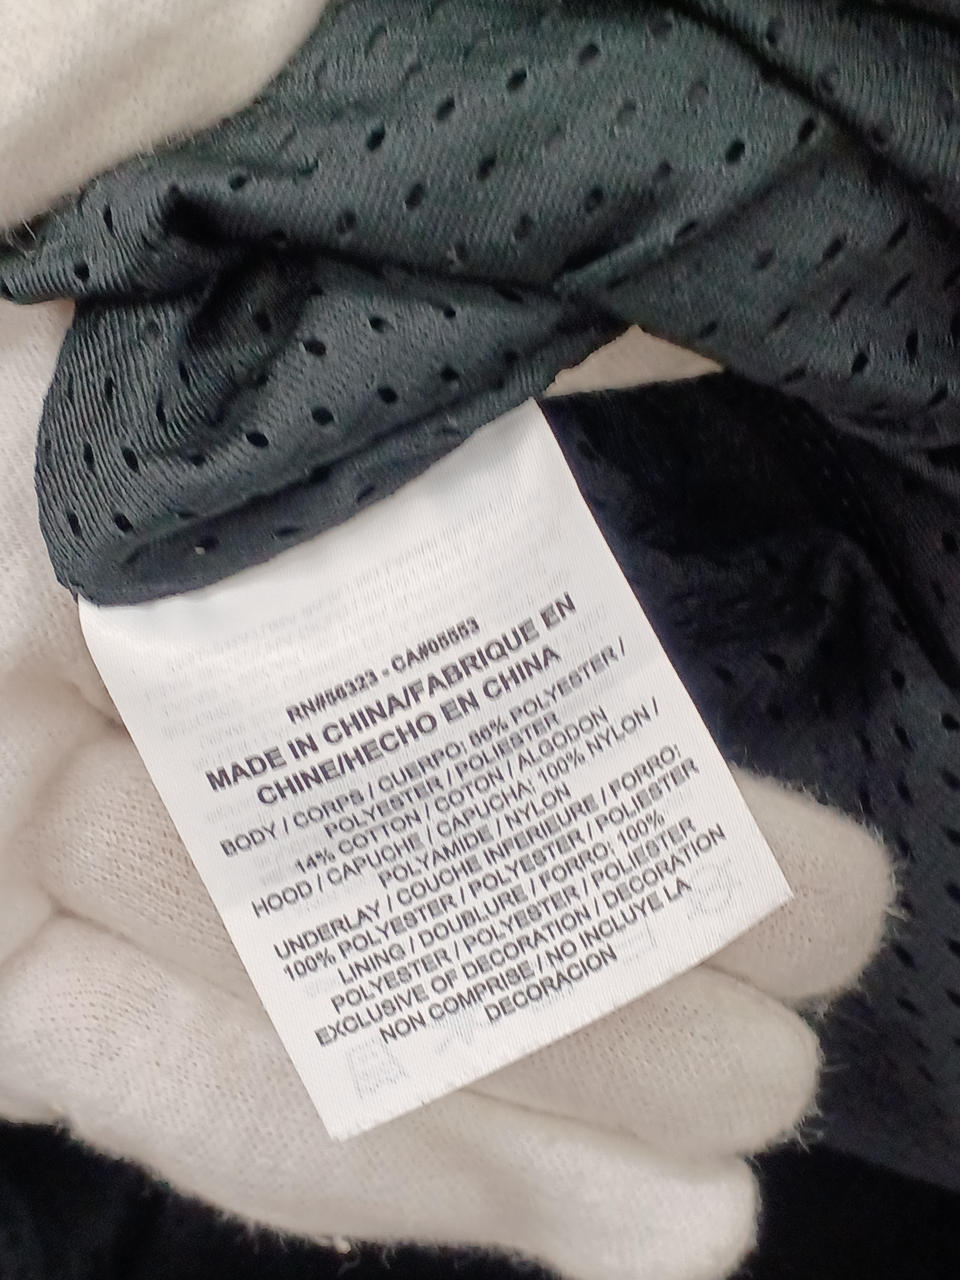 RN#56323 - CA#05553
MADE IN CHINA/FABRIQUE EN
CHINE/HECHO EN CHINA
BODY / CORPS / CUERPO: 86% POLYESTER /
POLYESTER / POLIESTER
14% COTTON / COTON / ALGODON
HOOD / CAPUCHE / CAPUCHA: 100% NYLON /
POLYAMIDE / NYLON
UNDERLAY / COUCHE INFERIEURE / FORRO:
100% POLYESTER / POLYESTER / POLIESTER
LINING / DOUBLURE / FORRO: 100%
POLYESTER / POLYESTER / POLIESTER
EXCLUSIVE OF DECORATION / DECORATION
NON COMPRISE / NO INCLUYE LA
DECORACION